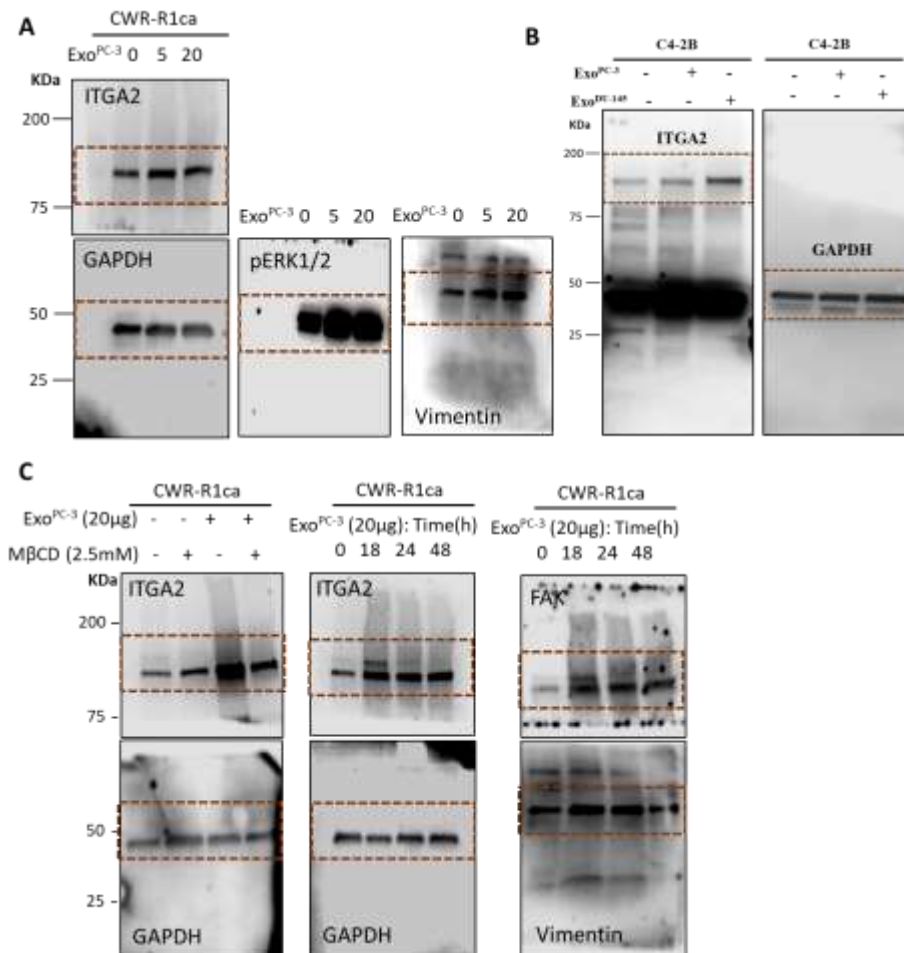 A
CWR-R1ca
Exo^PC-3 0 5 20
KDa
ITGA2
200
75
GAPDH
50
25
Exo^PC-3 0 5 20
pERK1/2
Exo^PC-3 0 5 20
Vimentin
B
C4-2B C4-2B
Exo^PC-3 - + - - + -
Exo^DU-145 - - + - - +
KDa
200
ITGA2
75
50
GAPDH
25
C
CWR-R1ca
Exo^PC-3 (20µg) - - + +
MβCD (2.5mM) - + - +
KDa
ITGA2
200
75
50
25
GAPDH
CWR-R1ca
Exo^PC-3 (20µg): Time(h)
0 18 24 48
ITGA2
GAPDH
CWR-R1ca
Exo^PC-3 (20µg): Time(h)
0 18 24 48
FAK
Vimentin